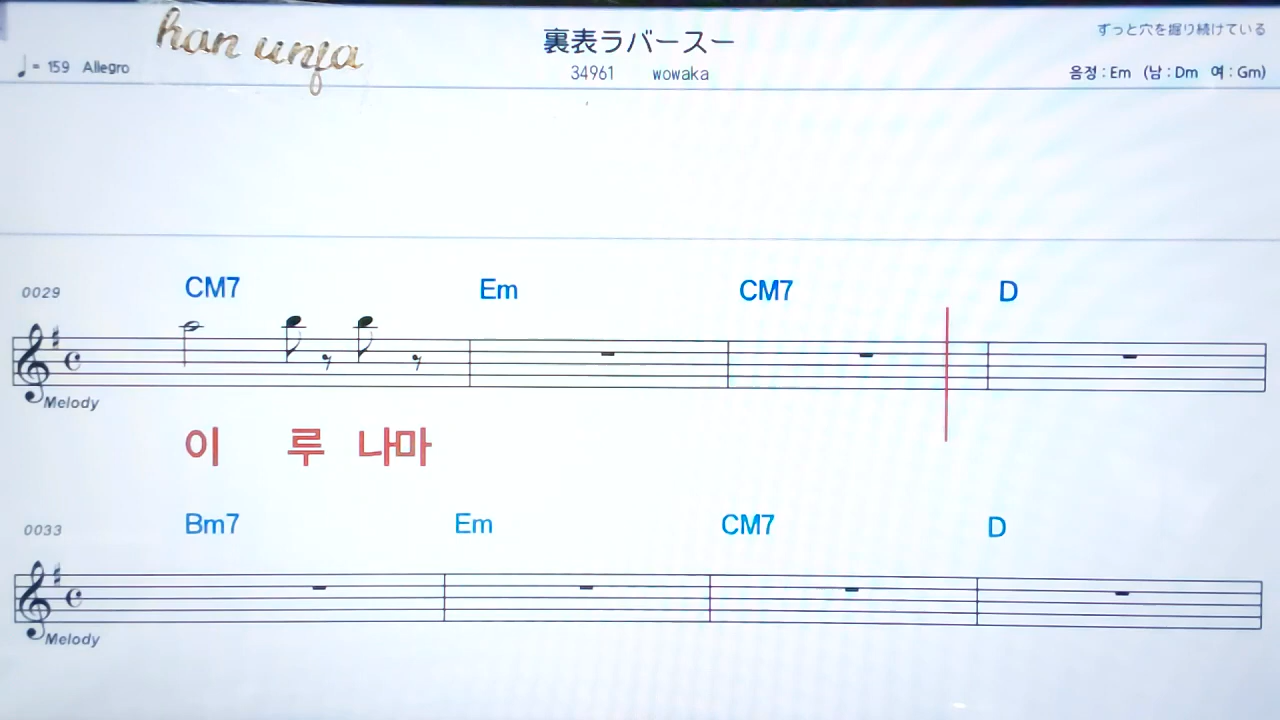 han unja
裏表ラバースー
ずっと穴を掘り続けている
♩= 159 Allegro
34961 wowaka
음정 : Em (남 : Dm 여 : Gm)
0029 CM7 Em CM7 D
Melody
이 루 나마
0033 Bm7 Em CM7 D
Melody